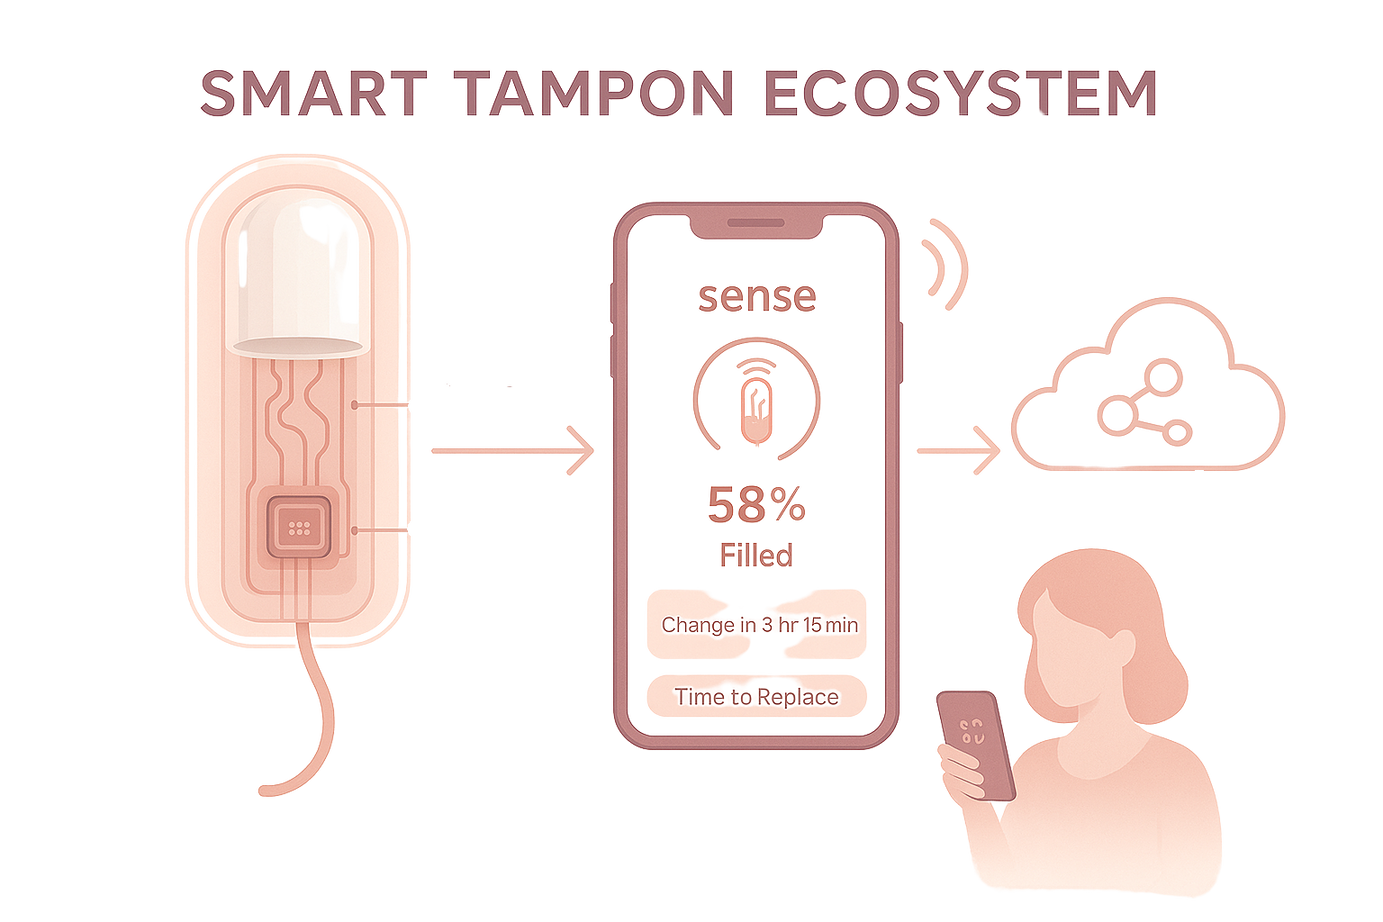 SMART TAMPON ECOSYSTEM
sense
58%
Filled
Change in 3 hr 15 min
Time to Replace